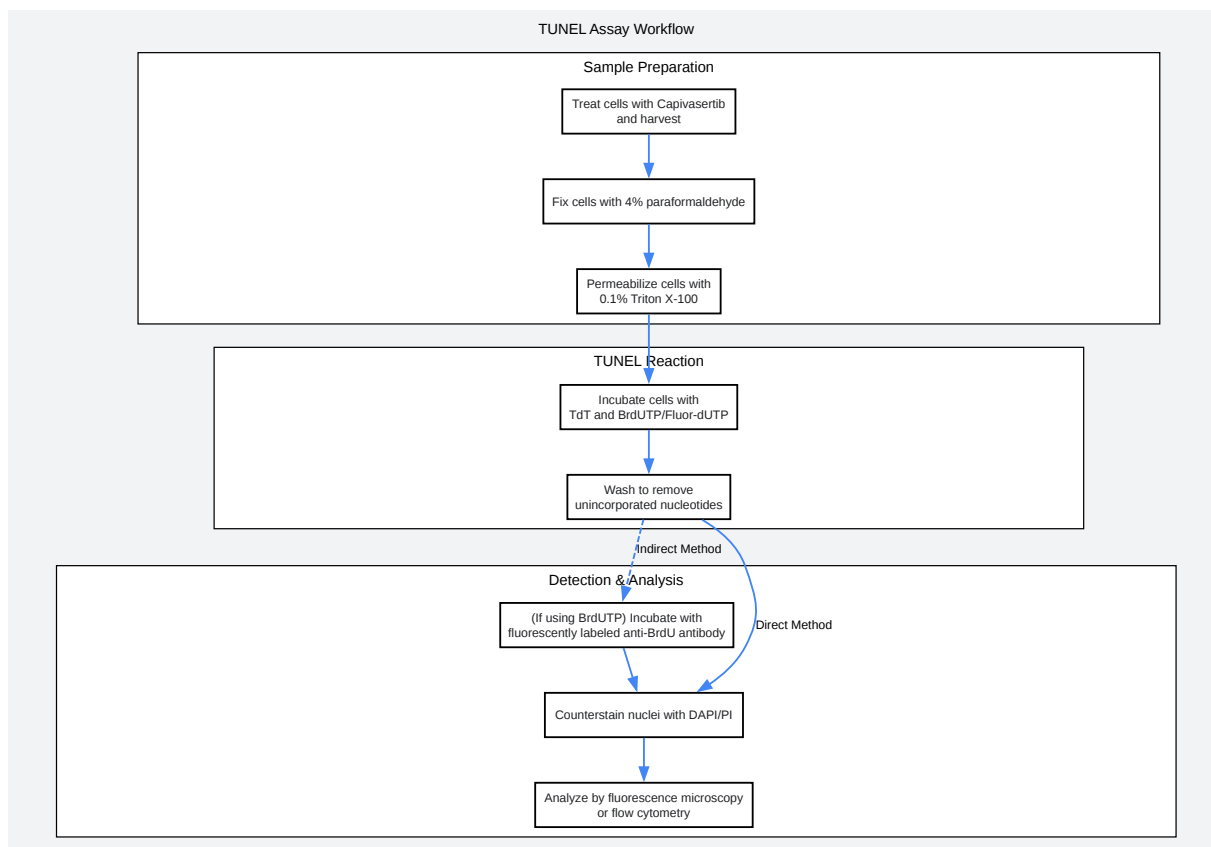 TUNEL Assay Workflow
Sample Preparation
Treat cells with Capivasertib
and harvest
Fix cells with 4% paraformaldehyde
Permeabilize cells with
0.1% Triton X-100
TUNEL Reaction
Incubate cells with
TdT and BrdUTP/Fluor-dUTP
Wash to remove
unincorporated nucleotides
Indirect Method
Detection & Analysis
(If using BrdUTP) Incubate with
fluorescently labeled anti-BrdU antibody
Direct Method
Counterstain nuclei with DAPI/PI
Analyze by fluorescence microscopy
or flow cytometry